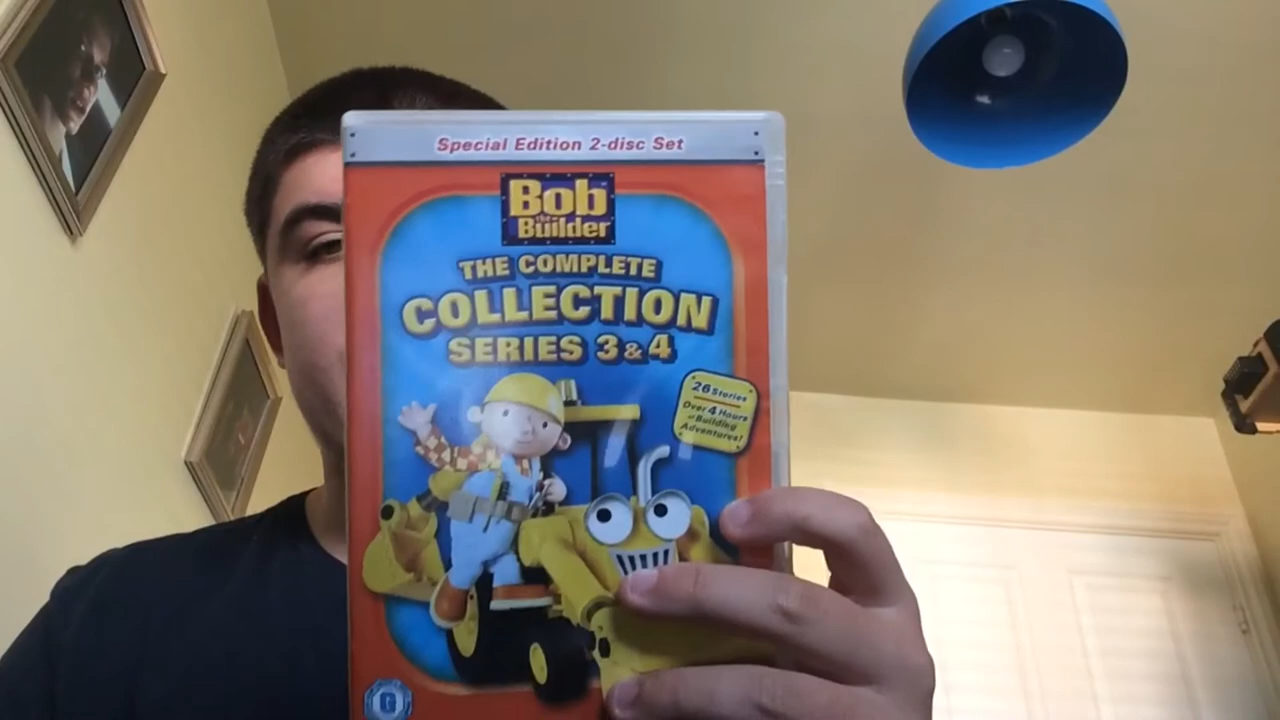 Special Edition 2-disc Set
Bob
the
Builder
THE COMPLETE
COLLECTION
SERIES 3 & 4
26 Stories
Over 4 Hours
of Building
Adventures!